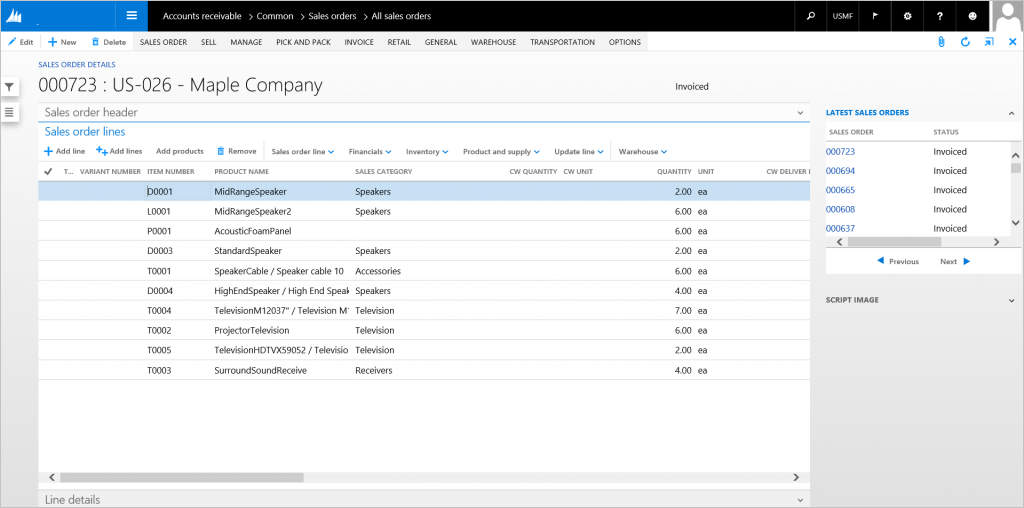 Accounts receivable > Common > Sales orders > All sales orders USMF ?
Edit + New Delete SALES ORDER SELL MANAGE PICK AND PACK INVOICE RETAIL GENERAL WAREHOUSE TRANSPORTATION OPTIONS
SALES ORDER DETAILS
000723 : US-026 - Maple Company
Invoiced
Sales order header
Sales order lines
Add line Add lines Add products Remove Sales order line Financials Inventory Product and supply Update line Warehouse
T... VARIANT NUMBER ITEM NUMBER PRODUCT NAME SALES CATEGORY CW QUANTITY CW UNIT QUANTITY UNIT CW DELIVER
D0001 MidRangeSpeaker Speakers 2.00 ea
L0001 MidRangeSpeaker2 Speakers 6.00 ea
P0001 AcousticFoamPanel 6.00 ea
D0003 StandardSpeaker Speakers 2.00 ea
T0001 SpeakerCable / Speaker cable 10 Accessories 6.00 ea
D0004 HighEndSpeaker / High End Speak Speakers 4.00 ea
T0004 TelevisionM12037" / Television M Television 7.00 ea
T0002 ProjectorTelevision Television 6.00 ea
T0005 TelevisionHDTVX59052 / Televisio Television 2.00 ea
T0003 SurroundSoundReceive Receivers 4.00 ea
Line details
LATEST SALES ORDERS
SALES ORDER STATUS
000723 Invoiced
000694 Invoiced
000665 Invoiced
000608 Invoiced
000637 Invoiced
Previous Next
SCRIPT IMAGE